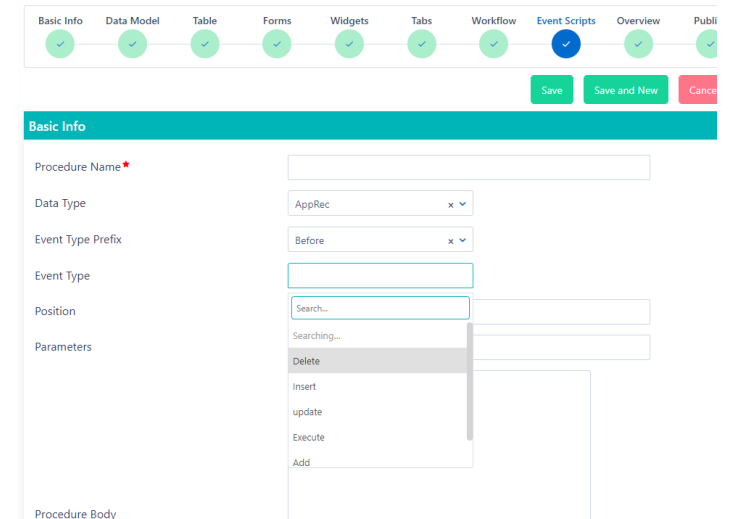 Basic Info Data Model Table Forms Widgets Tabs Workflow Event Scripts Overview Publi
Save Save and New Cance
Basic Info
Procedure Name★
Data Type AppRec × ⌄
Event Type Prefix Before × ⌄
Event Type
Position Search...
Searching...
Parameters
Delete
Insert
update
Execute
Add
Procedure Body